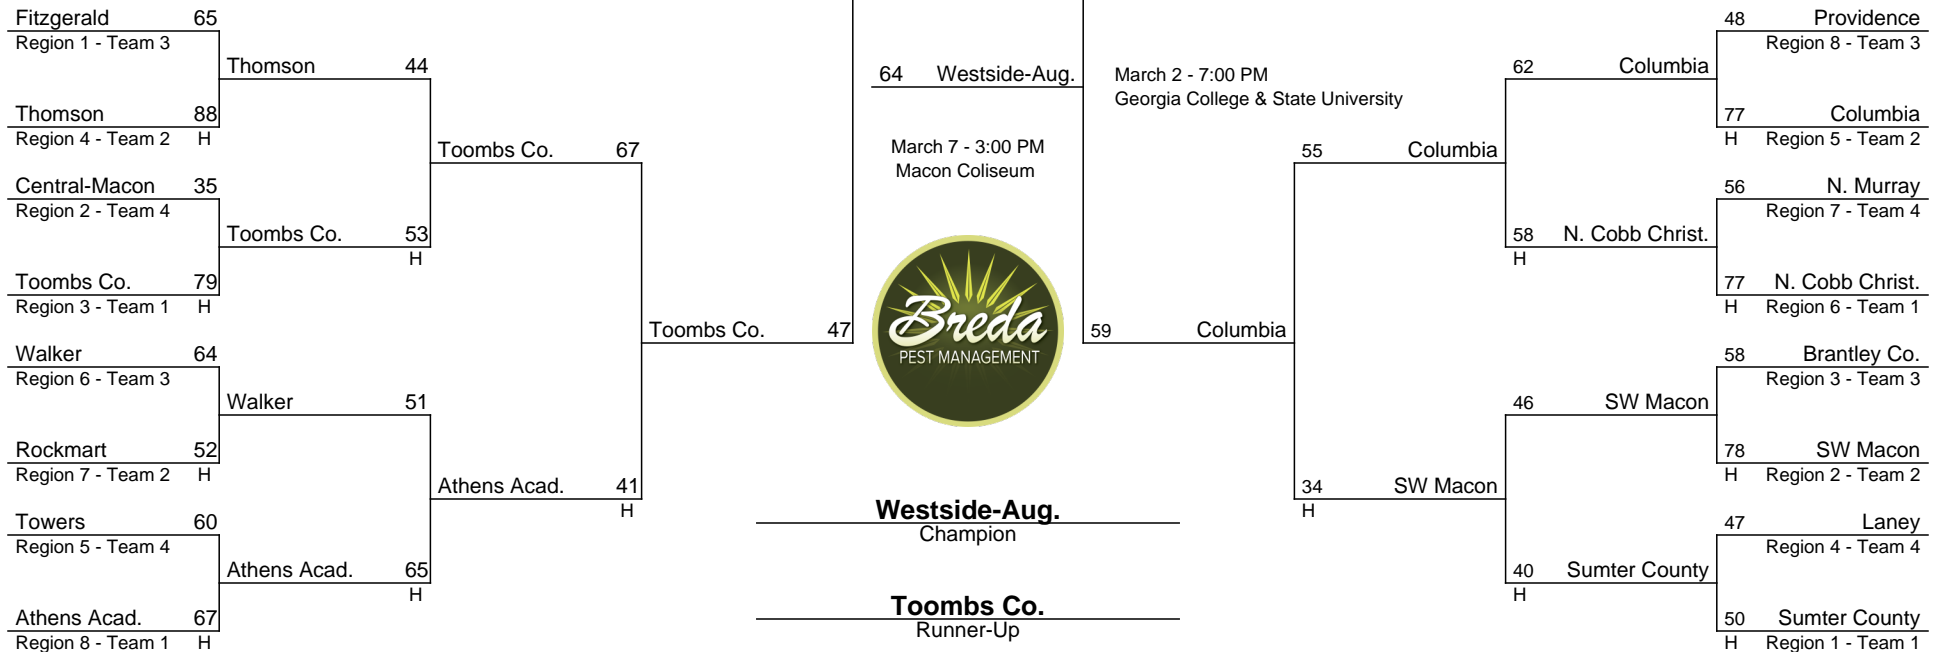 Fitzgerald 65
Region 1 - Team 3
Thomson 88
Region 4 - Team 2 H
Central-Macon 35
Region 2 - Team 4
Toombs Co. 79
Region 3 - Team 1 H
Walker 64
Region 6 - Team 3
Rockmart 52
Region 7 - Team 2 H
Towers 60
Region 5 - Team 4
Athens Acad. 67
Region 8 - Team 1 H
Thomson 44
Toombs Co. 53
H
Walker 51
Athens Acad. 65
H
Toombs Co. 67
Athens Acad. 41
H
Toombs Co. 47
64 Westside-Aug.
March 7 - 3:00 PM
Macon Coliseum
Breda
PEST MANAGEMENT
Westside-Aug.
Champion
Toombs Co.
Runner-Up
March 2 - 7:00 PM
Georgia College & State University
59 Columbia
55 Columbia
34 SW Macon
H
62 Columbia
58 N. Cobb Christ.
H
46 SW Macon
40 Sumter County
H
48 Providence
Region 8 - Team 3
77 Columbia
H Region 5 - Team 2
56 N. Murray
Region 7 - Team 4
77 N. Cobb Christ.
H Region 6 - Team 1
58 Brantley Co.
Region 3 - Team 3
78 SW Macon
H Region 2 - Team 2
47 Laney
Region 4 - Team 4
50 Sumter County
H Region 1 - Team 1